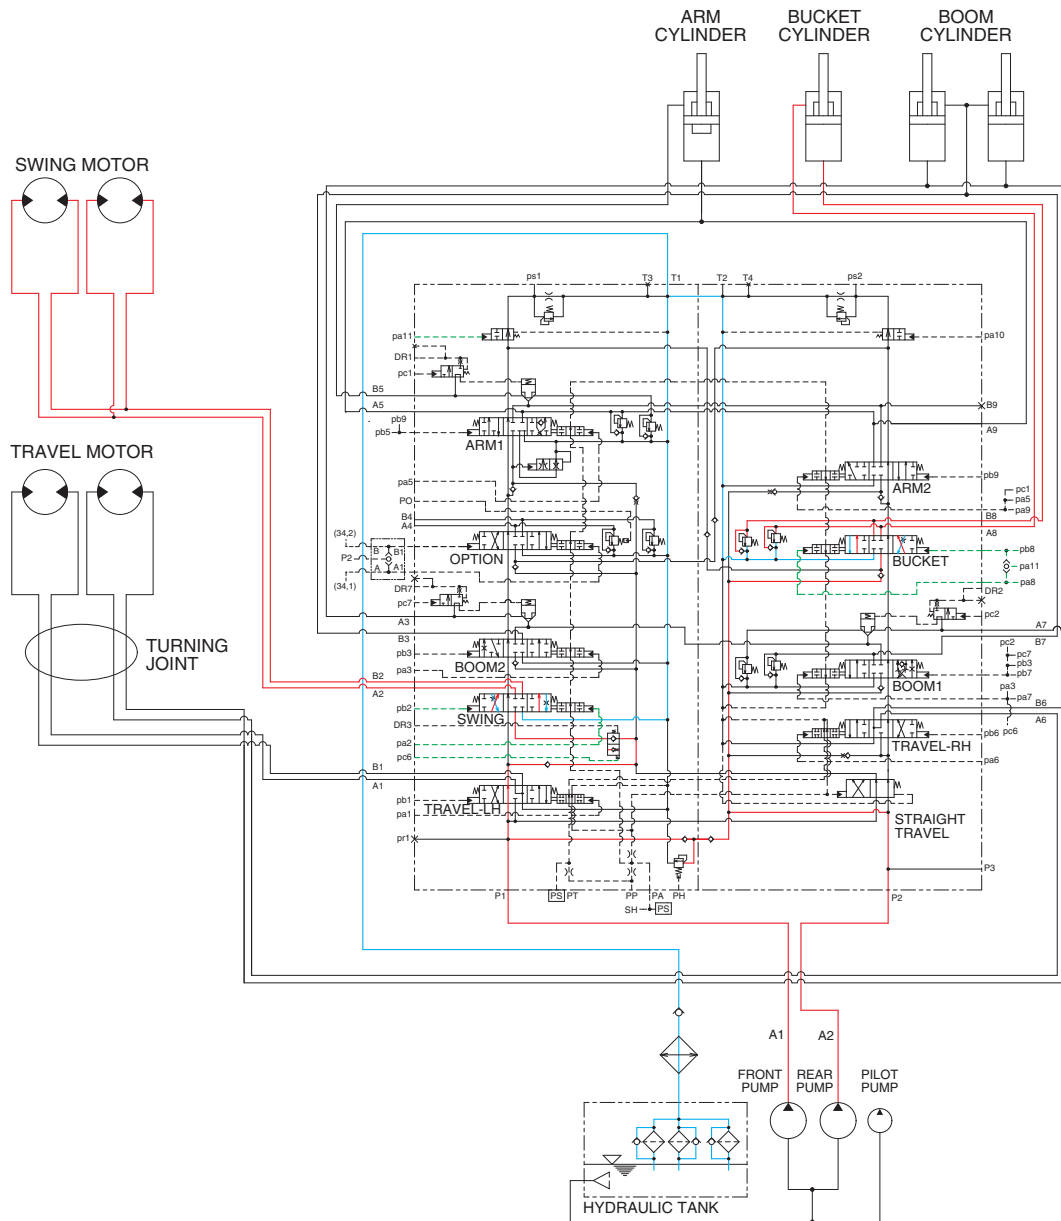 ARM
CYLINDER
BUCKET
CYLINDER
BOOM
CYLINDER
SWING MOTOR
TRAVEL MOTOR
TURNING
JOINT
ps1
T3
T1
T2
T4
ps2
pa11
DR1
pc1
B5
A5
pb9
pb5
ARM1
pa5
PO
B4
A4
(34,2)
B
B1
P2
A
A1
(34,1)
OPTION
DR7
pc7
A3
B3
pb3
BOOM2
pa3
B2
A2
pb2
SWING
DR3
pa2
pc6
B1
A1
pb1
TRAVEL-LH
pa1
pr1
pa10
B9
A9
ARM2
pb9
pc1
pa5
pa9
B8
A8
BUCKET
pb8
pa11
pa8
DR2
pc2
A7
B7
pc2
pc7
pb3
pb7
BOOM1
pa3
pa7
B6
A6
pc6
TRAVEL-RH
pb6
pa6
STRAIGHT
TRAVEL
P3
P1
PS
PT
PP
PA
PH
P2
SH
PS
A1
A2
FRONT
PUMP
REAR
PUMP
PILOT
PUMP
HYDRAULIC TANK